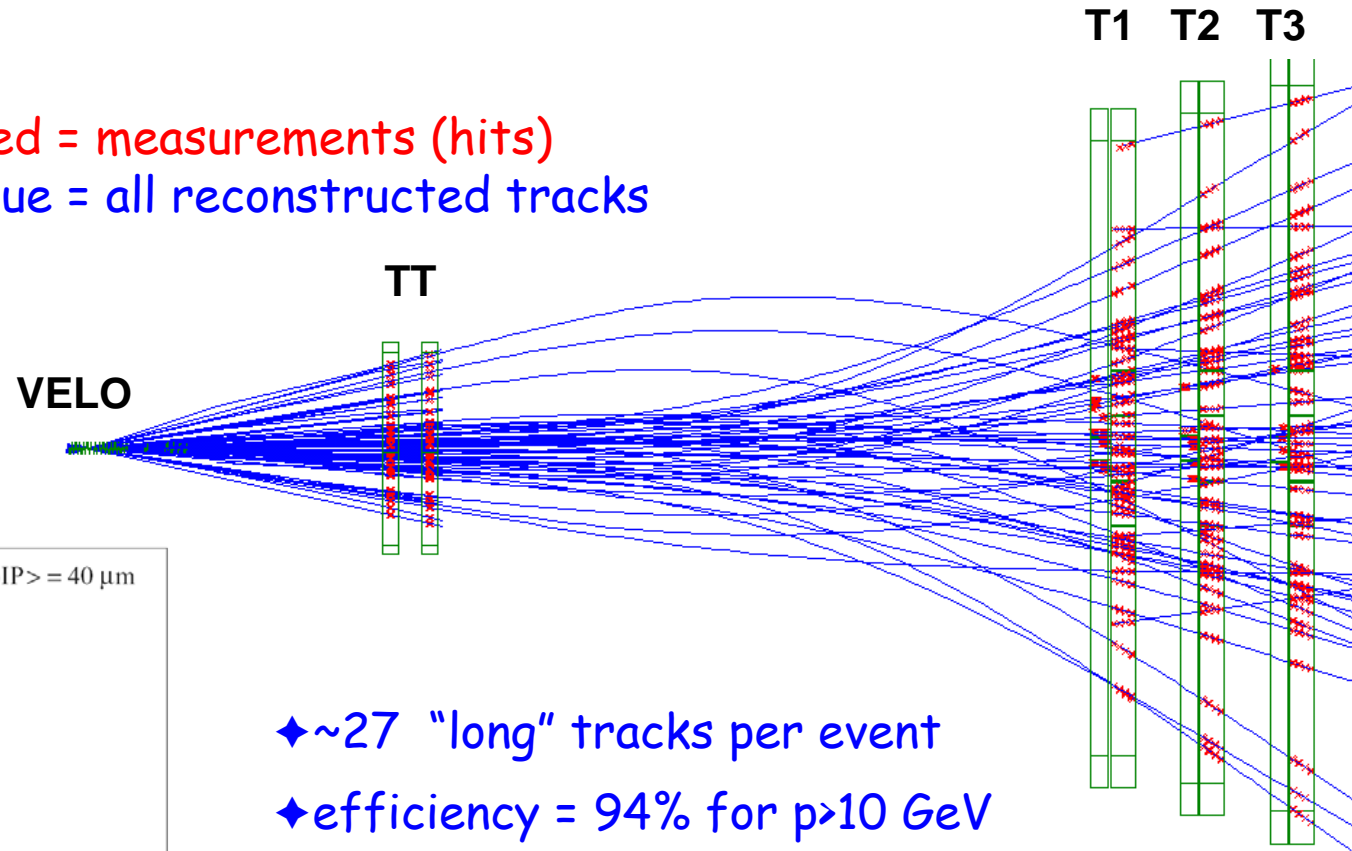 T1 T2 T3
ed = measurements (hits)
ue = all reconstructed tracks
TT
VELO
IP> = 40 μm
✦~27 “long” tracks per event
✦efficiency = 94% for p>10 GeV